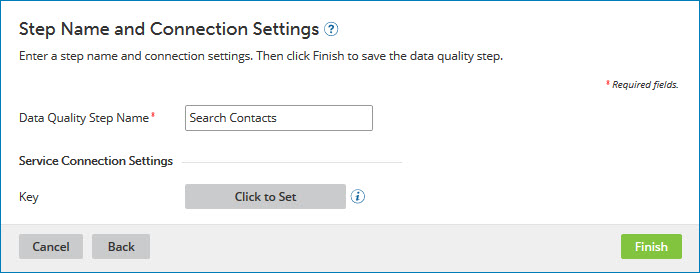 Step Name and Connection Settings ?
Enter a step name and connection settings. Then click Finish to save the data quality step.
* Required fields.
Data Quality Step Name* Search Contacts
Service Connection Settings
Key Click to Set i
Cancel Back Finish